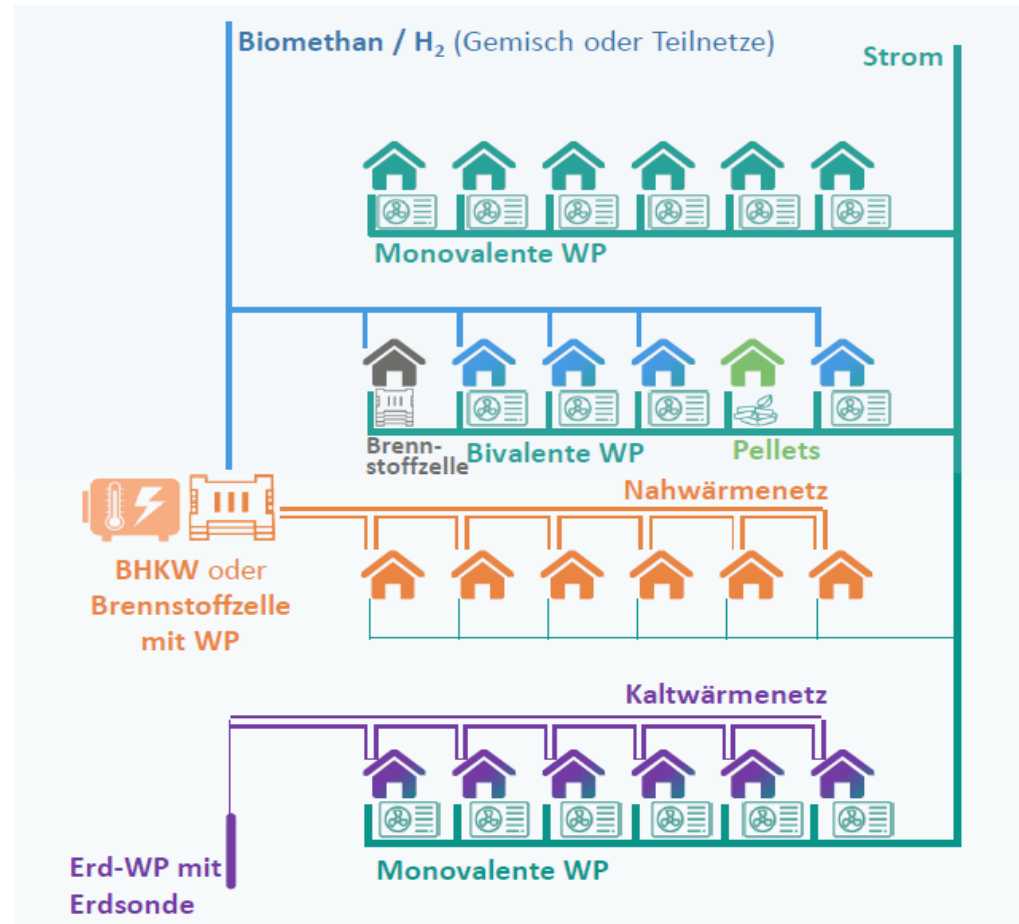 Biomethan / H₂ (Gemisch oder Teilnetze)
Strom
Monovalente WP
Brenn-
stoffzelle
Bivalente WP
Pellets
Nahwärmenetz
BHKW oder
Brennstoffzelle
mit WP
Kaltwärmenetz
Erd-WP mit
Erdsonde
Monovalente WP